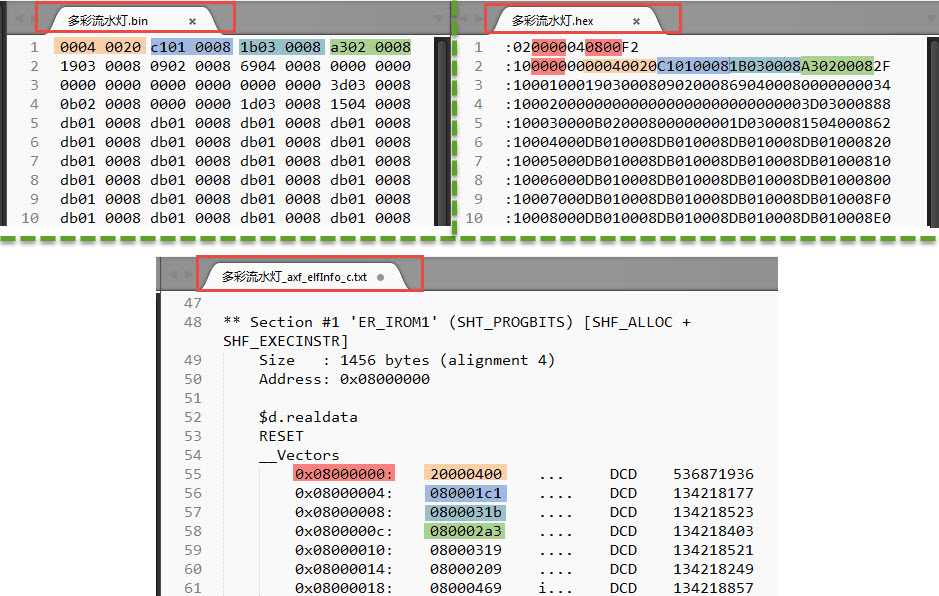 多彩流水灯.bin ×
1 0004 0020 c101 0008 1b03 0008 a302 0008
2 1903 0008 0902 0008 6904 0008 0000 0000
3 0000 0000 0000 0000 0000 0000 3d03 0008
4 0b02 0008 0000 0000 1d03 0008 1504 0008
5 db01 0008 db01 0008 db01 0008 db01 0008
6 db01 0008 db01 0008 db01 0008 db01 0008
7 db01 0008 db01 0008 db01 0008 db01 0008
8 db01 0008 db01 0008 db01 0008 db01 0008
9 db01 0008 db01 0008 db01 0008 db01 0008
10 db01 0008 db01 0008 db01 0008 db01 0008
多彩流水灯.hex ×
1 :020000040800F2
2 :1000000000040020C10100081B030008A30200082F
3 :100010001903000809020008690400080000000034
4 :100020000000000000000000000000003D03000888
5 :100030000B020008000000001D0300081504000862
6 :10004000DB010008DB010008DB010008DB01000820
7 :10005000DB010008DB010008DB010008DB01000810
8 :10006000DB010008DB010008DB010008DB01000800
9 :10007000DB010008DB010008DB010008DB010008F0
10 :10008000DB010008DB010008DB010008DB010008E0
多彩流水灯_axf_elfInfo_c.txt
47
48 ** Section #1 'ER_IROM1' (SHT_PROGBITS) [SHF_ALLOC +
SHF_EXECINSTR]
49 Size : 1456 bytes (alignment 4)
50 Address: 0x08000000
51
52 $d.realdata
53 RESET
54 __Vectors
55 0x08000000: 20000400 ... DCD 536871936
56 0x08000004: 080001c1 .... DCD 134218177
57 0x08000008: 0800031b .... DCD 134218523
58 0x0800000c: 080002a3 .... DCD 134218403
59 0x08000010: 08000319 .... DCD 134218521
60 0x08000014: 08000209 .... DCD 134218249
61 0x08000018: 08000469 i... DCD 134218857